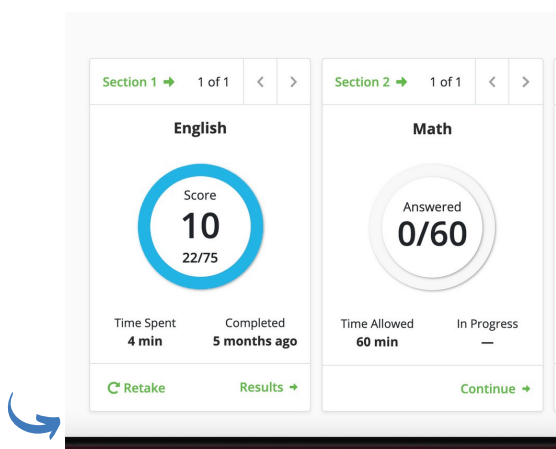 Section 1 → 1 of 1 < >
English
Score
10
22/75
Time Spent Completed
4 min 5 months ago
Retake Results →
Section 2 → 1 of 1 < >
Math
Answered
0/60
Time Allowed In Progress
60 min —
Continue →